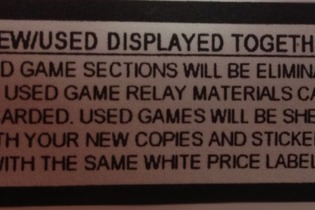 EW/USED DISPLAYED TOGETH
D GAME SECTIONS WILL BE ELIMINA
USED GAME RELAY MATERIALS CA
ARDED. USED GAMES WILL BE SHE
TH YOUR NEW COPIES AND STICKE
WITH THE SAME WHITE PRICE LABEL